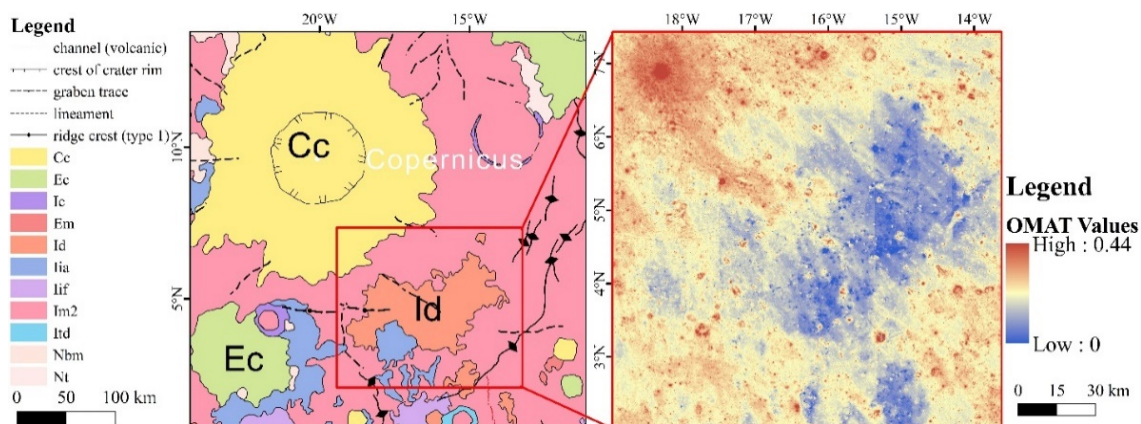 Legend
channel (volcanic)
crest of crater rim
graben trace
lineament
ridge crest (type 1)
Cc
Ec
Ic
Em
Id
Iia
Iif
Im2
Itd
Nbm
Nt
0 50 100 km
20°W 15°W
10°N
5°N
Cc
Copernicus
Id
Ec
18°W 17°W 16°W 15°W 14°W
7°N
6°N
5°N
4°N
3°N
Legend
OMAT Values
High : 0.44
Low : 0
0 15 30 km